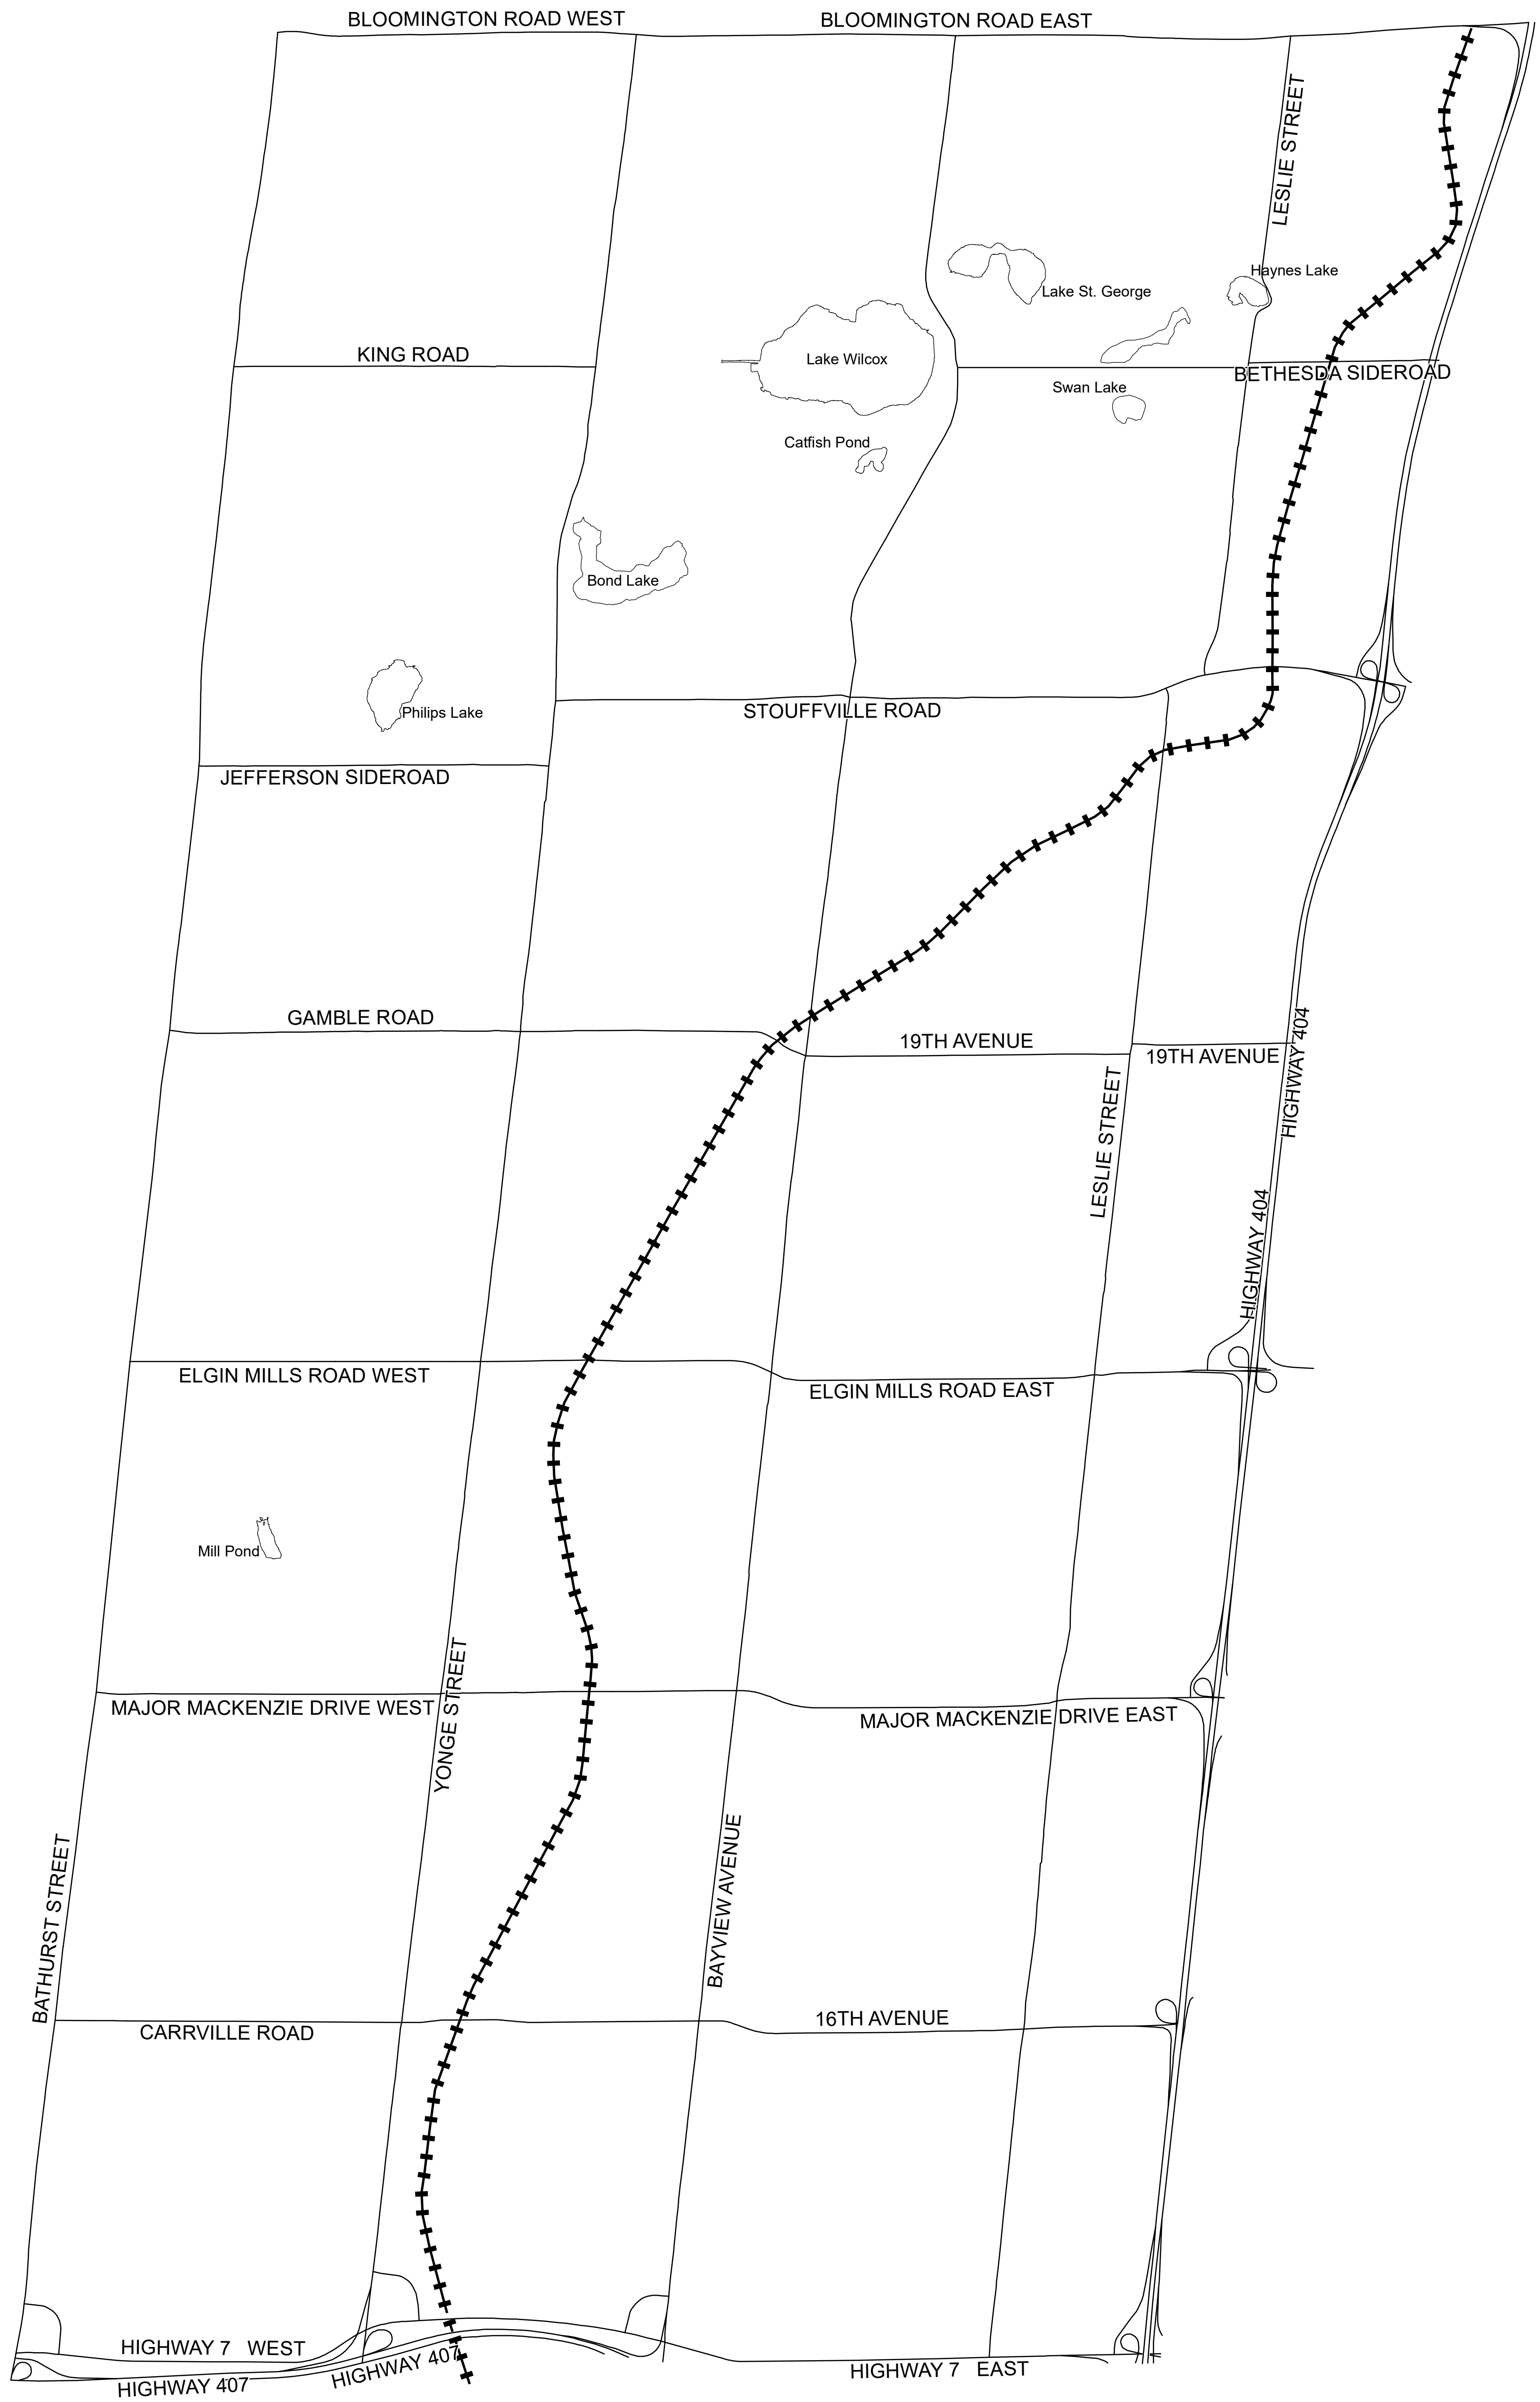 BLOOMINGTON ROAD WEST
BLOOMINGTON ROAD EAST
LESLIE STREET
Haynes Lake
Lake St. George
KING ROAD
Lake Wilcox
BETHESDA SIDEROAD
Swan Lake
Catfish Pond
Bond Lake
Philips Lake
STOUFFVILLE ROAD
JEFFERSON SIDEROAD
GAMBLE ROAD
19TH AVENUE
19TH AVENUE
HIGHWAY 404
LESLIE STREET
HIGHWAY 404
ELGIN MILLS ROAD WEST
ELGIN MILLS ROAD EAST
Mill Pond
YONGE STREET
MAJOR MACKENZIE DRIVE WEST
MAJOR MACKENZIE DRIVE EAST
BATHURST STREET
BAYVIEW AVENUE
16TH AVENUE
CARRVILLE ROAD
HIGHWAY 7 WEST
HIGHWAY 407
HIGHWAY 7 EAST
HIGHWAY 407